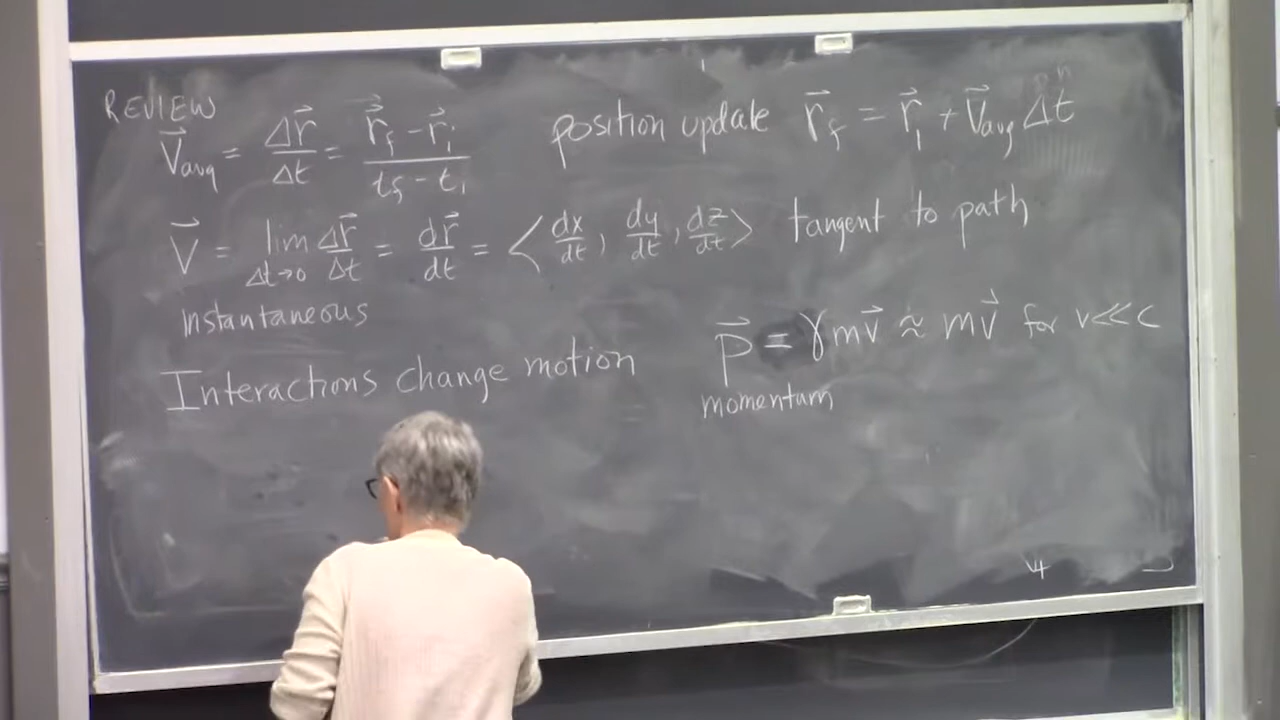 REVIEW
v⃗avg = Δr⃗/Δt = (r⃗f − r⃗i)/(tf − ti)
position update r⃗f = r⃗i + v⃗avg Δt
v⃗ = lim Δt→0 Δr⃗/Δt = dr⃗/dt = ⟨dx/dt, dy/dt, dz/dt⟩ tangent to path
instantaneous
p⃗ = γmv⃗ ≈ mv⃗ for v<<c
momentum
Interactions change motion